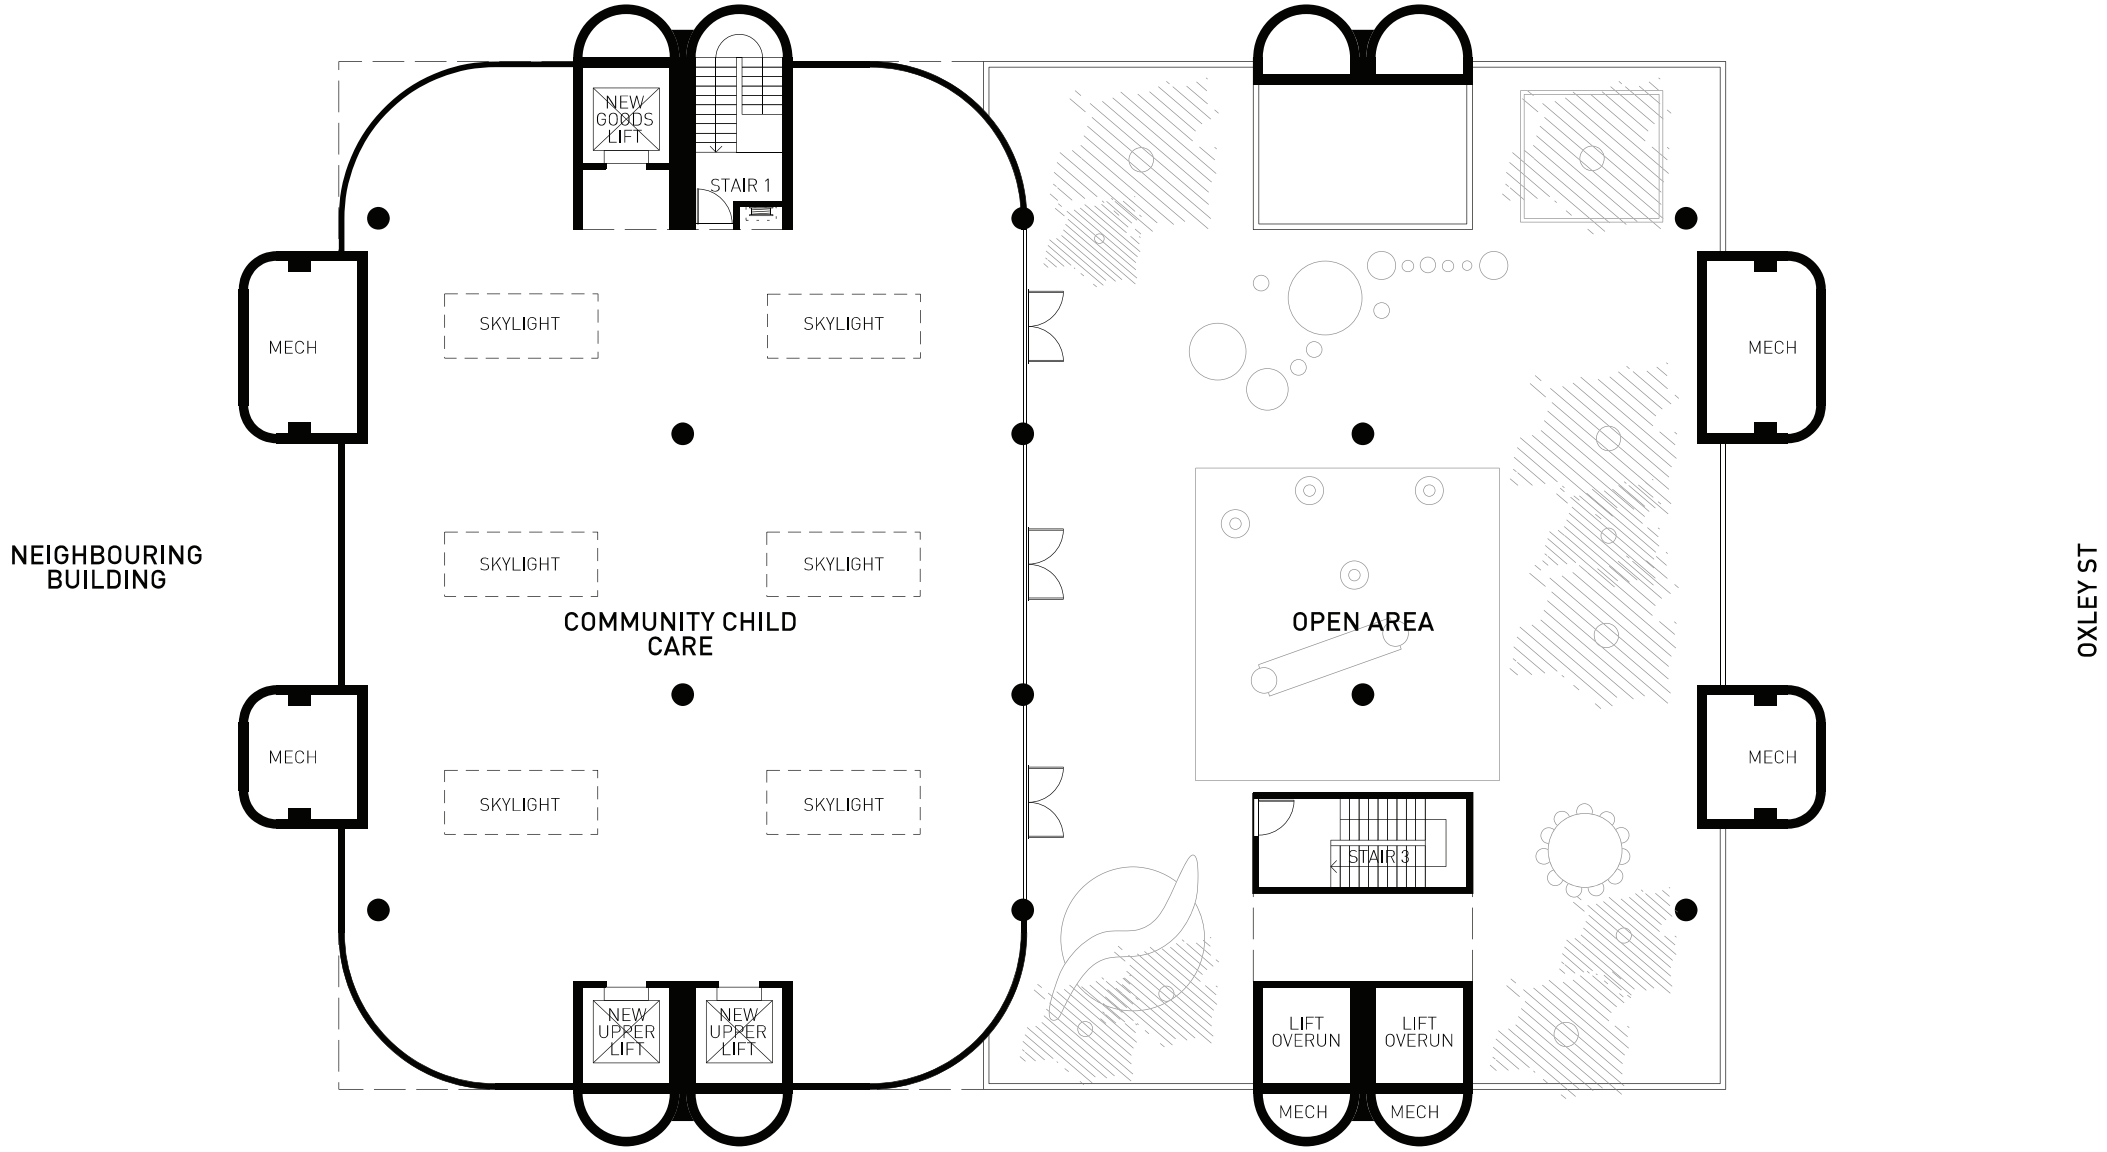 NEW
GOODS
LIFT
STAIR 1
SKYLIGHT
SKYLIGHT
MECH
MECH
NEIGHBOURING
BUILDING
SKYLIGHT
SKYLIGHT
COMMUNITY CHILD
CARE
OPEN AREA
OXLEY ST
MECH
MECH
SKYLIGHT
SKYLIGHT
STAIR 3
NEW
UPPER
LIFT
NEW
UPPER
LIFT
LIFT
OVERUN
LIFT
OVERUN
MECH
MECH